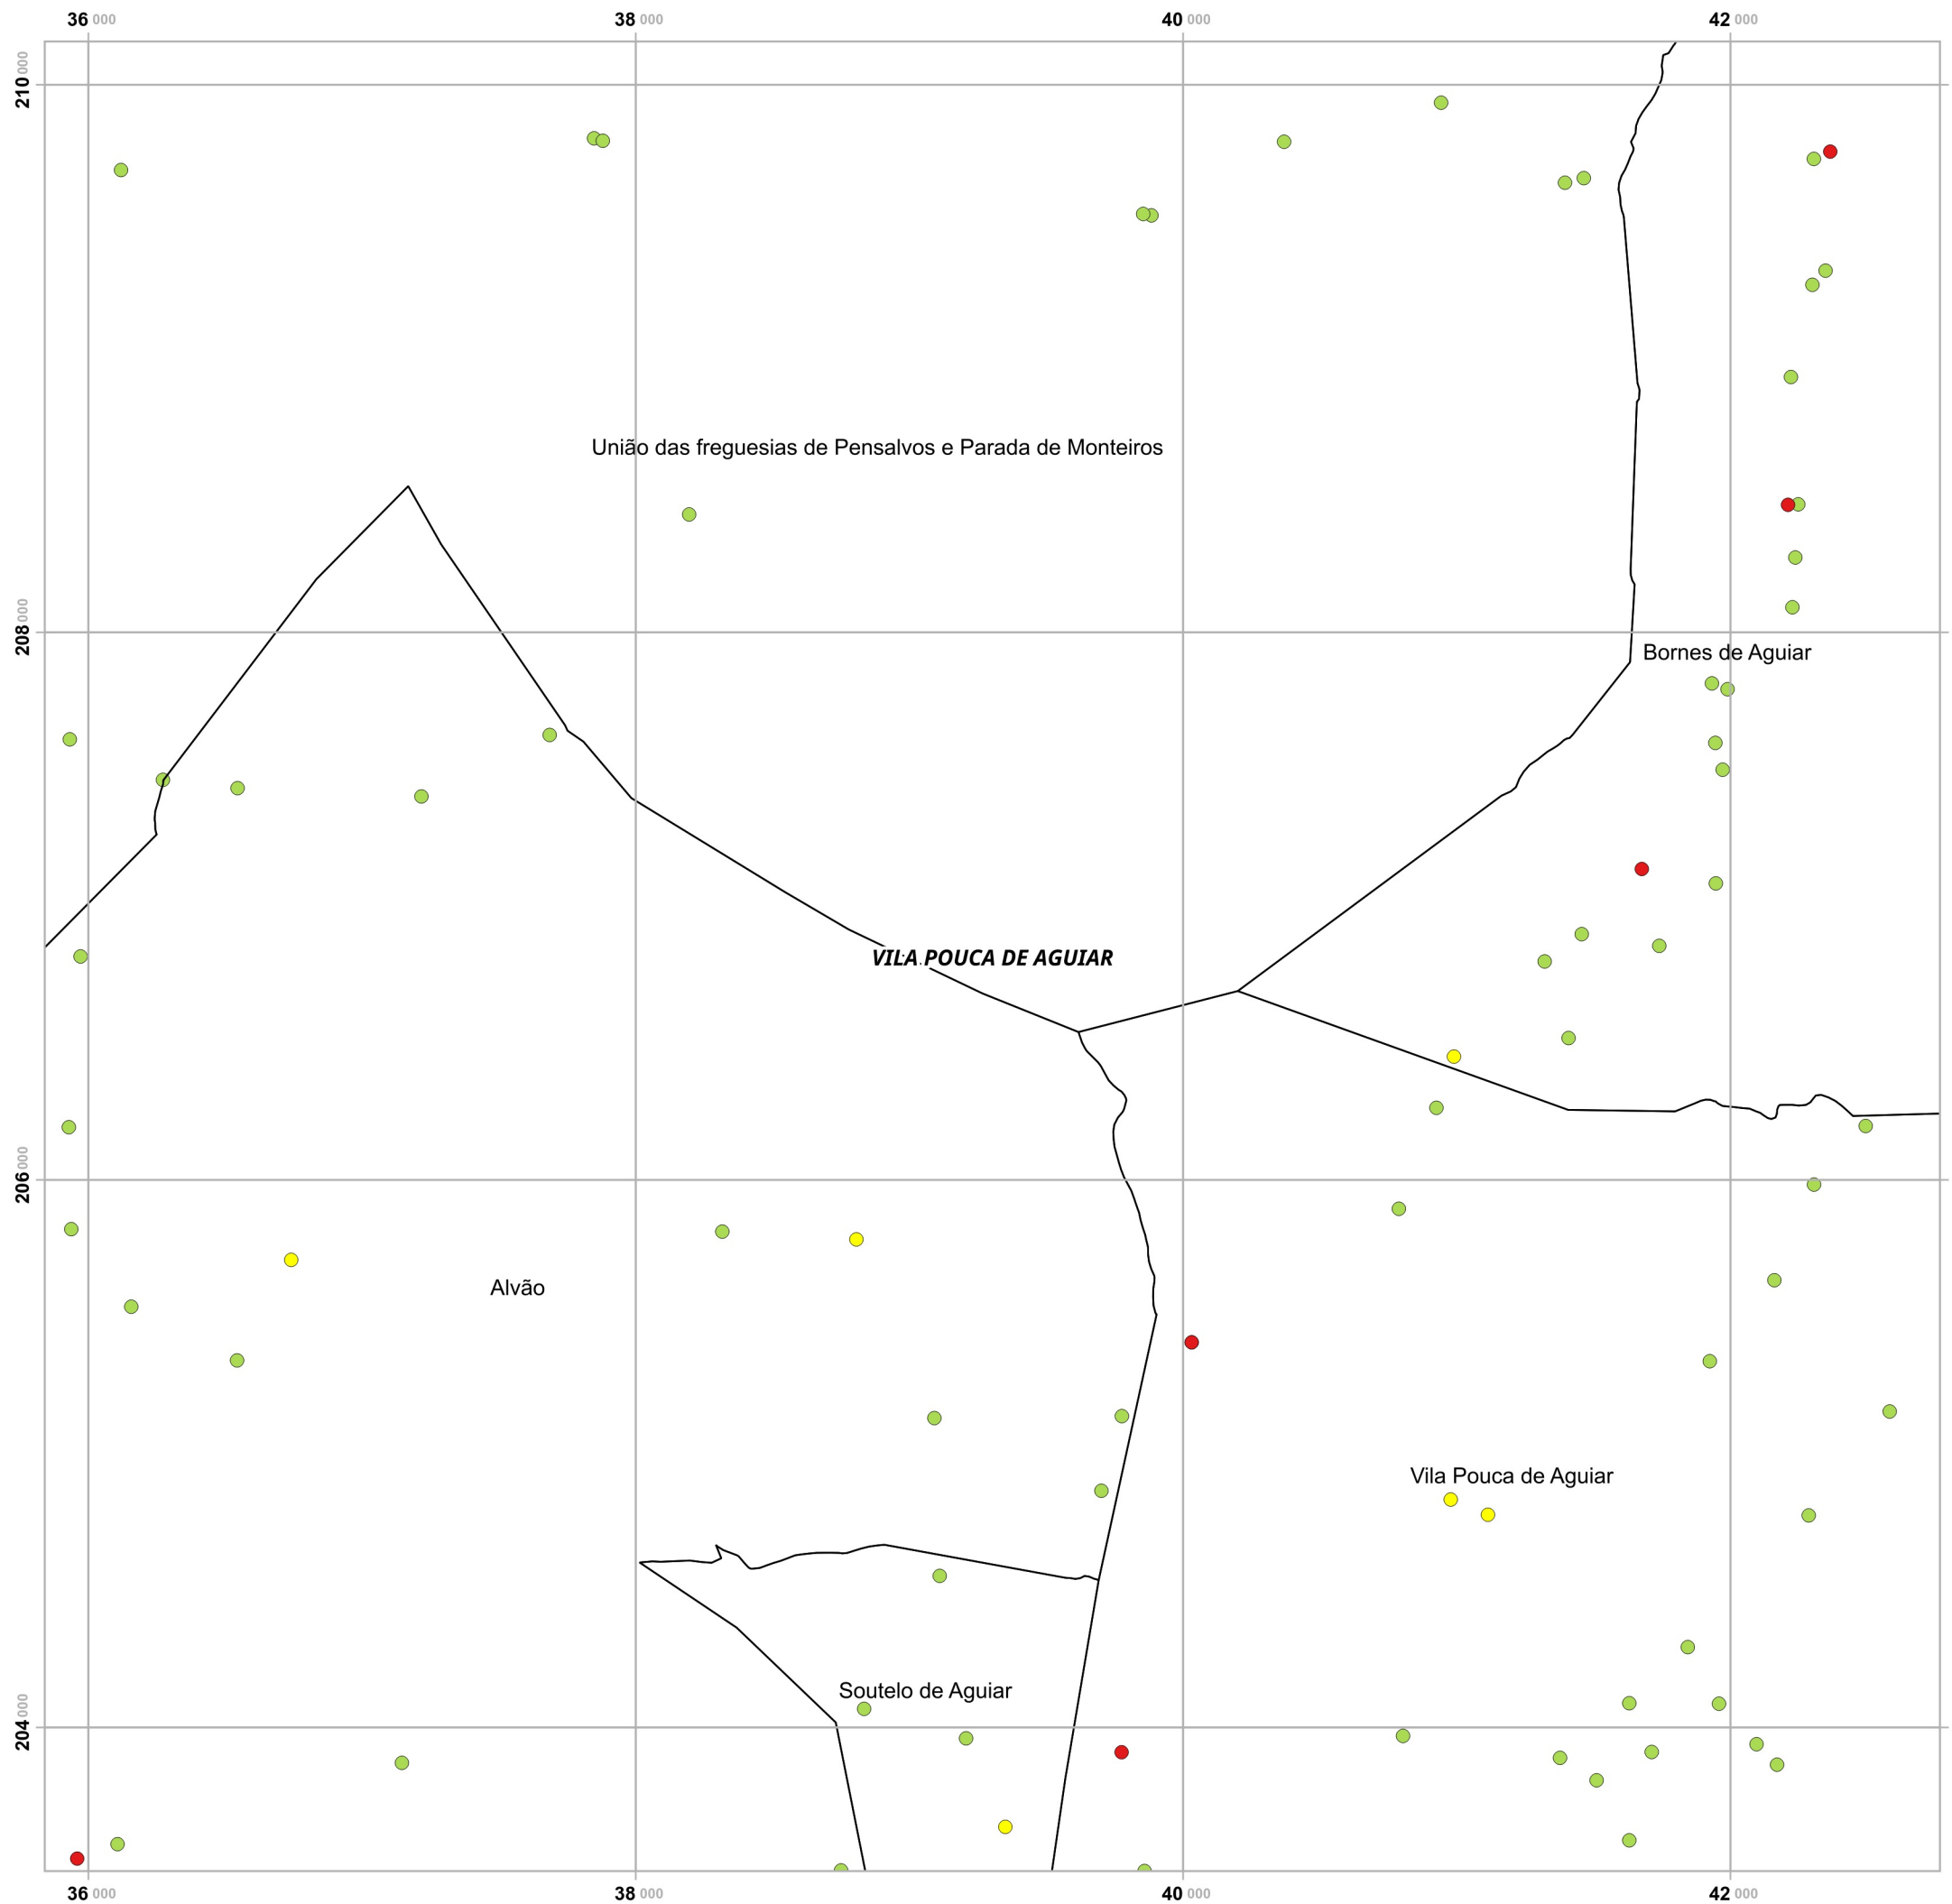 36 000 38 000 40 000 42 000
210 000
União das freguesias de Pensalvos e Parada de Monteiros
208 000
Bornes de Aguiar
VILA POUCA DE AGUIAR
206 000
Alvão
Vila Pouca de Aguiar
Soutelo de Aguiar
204 000
36 000 38 000 40 000 42 000